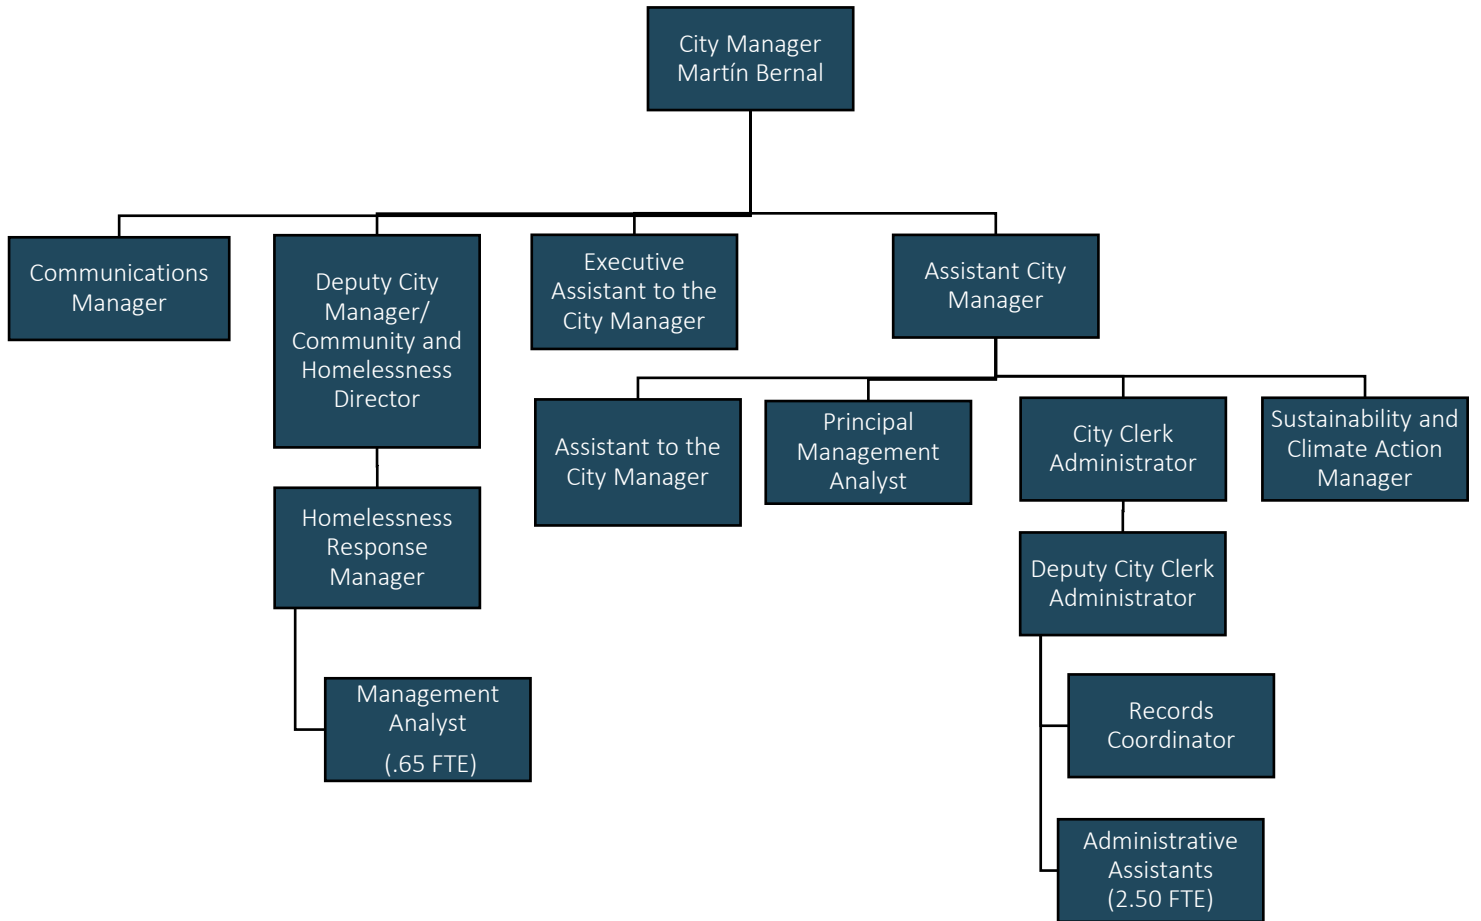 City Manager
Martín Bernal
Communications
Manager
Deputy City
Manager/
Community and
Homelessness
Director
Executive
Assistant to the
City Manager
Assistant City
Manager
Assistant to the
City Manager
Principal
Management
Analyst
City Clerk
Administrator
Sustainability and
Climate Action
Manager
Homelessness
Response
Manager
Deputy City Clerk
Administrator
Management
Analyst
(.65 FTE)
Records
Coordinator
Administrative
Assistants
(2.50 FTE)